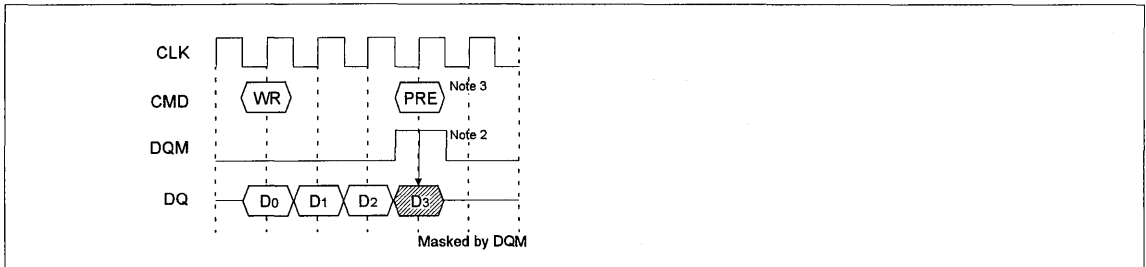 CLK
CMD WR PRE Note 3
DQM Note 2
DQ D0 D1 D2 D3
Masked by DQM